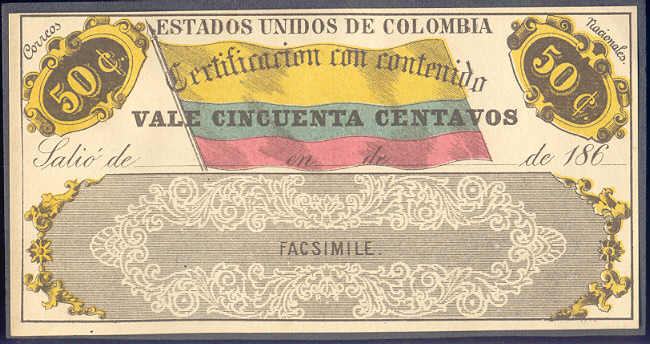 Correos
ESTADOS UNIDOS DE COLOMBIA
Nacionales.
50 ¢
Certificacion con contenido
50 ¢
VALE CINCUENTA CENTAVOS
Salió de en de de 186
FACSIMILE.